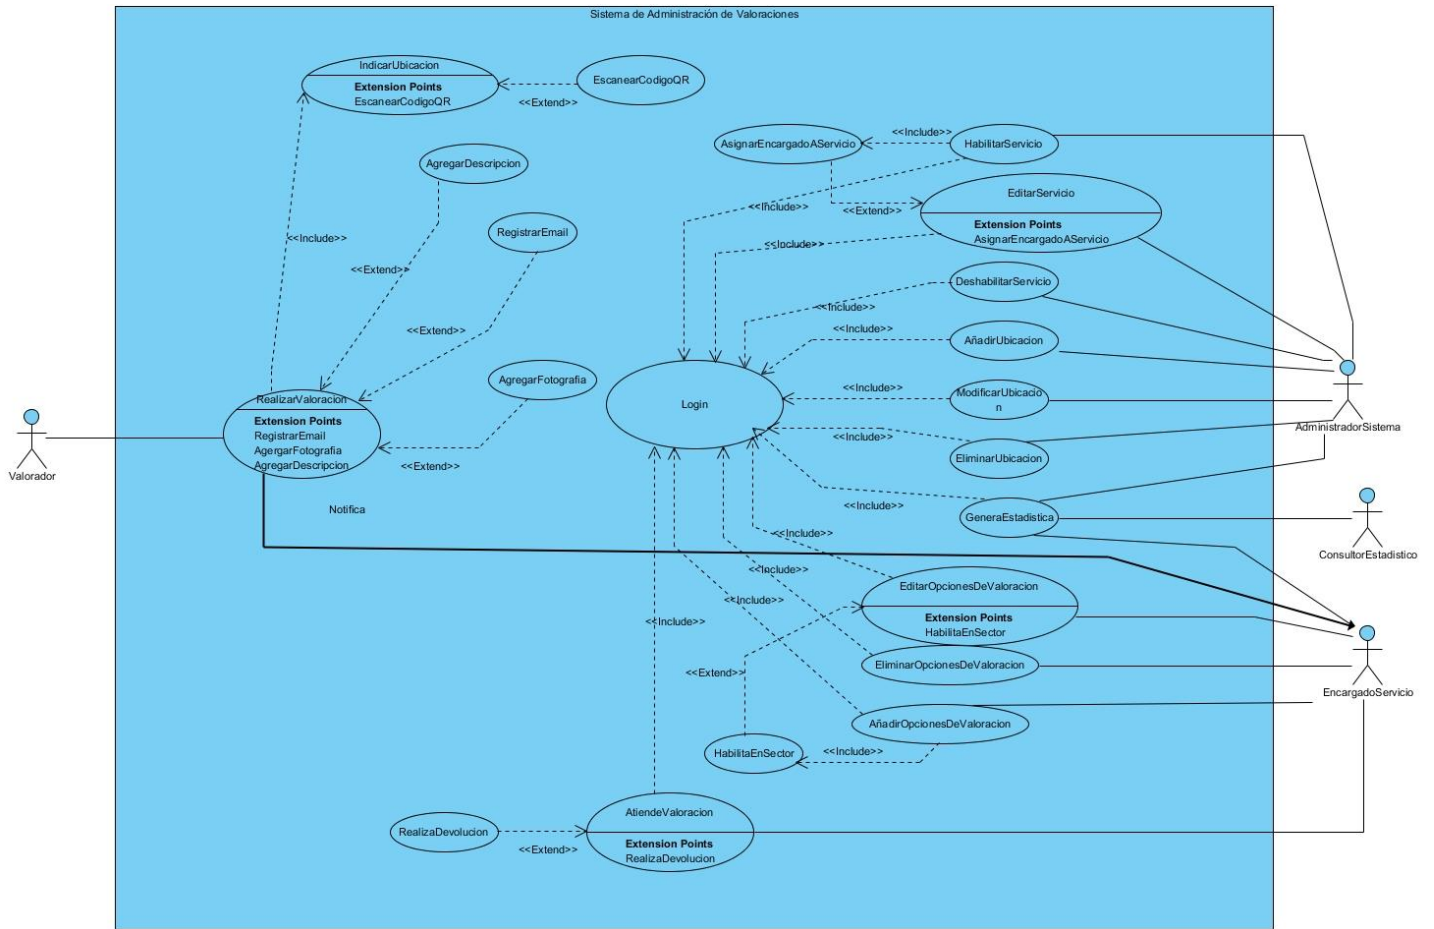 Sistema de Administración de Valoraciones
IndicarUbicacion
Extension Points
EscanearCodigoQR
<<Extend>>
EscanearCodigoQR
AgregarDescripcion
<<Include>>
<<Extend>>
RegistrarEmail
<<Extend>>
AgregarFotografia
<<Extend>>
RealizarValoracion
Extension Points
RegistrarEmail
AgergarFotografia
AgregarDescripcion
Valorador
Notifica
AsignarEncargadoAServicio
<<Include>>
HabilitarServicio
<<Include>>
<<Extend>>
EditarServicio
Extension Points
AsignarEncargadoAServicio
<<Include>>
DeshabilitarServicio
<<Include>>
AñadirUbicacion
<<Include>>
Login
ModificarUbicacio
n
<<Include>>
EliminarUbicacion
<<Include>>
GeneraEstadistica
<<Include>>
AdministradorSistema
ConsultorEstadistico
<<Include>>
EditarOpcionesDeValoracion
Extension Points
HabilitaEnSector
<<Include>>
EliminarOpcionesDeValoracion
<<Include>>
AñadirOpcionesDeValoracion
<<Include>>
<<Extend>>
HabilitaEnSector
<<Include>>
EncargadoServicio
RealizaDevolucion
<<Extend>>
AtiendeValoracion
Extension Points
RealizaDevolucion